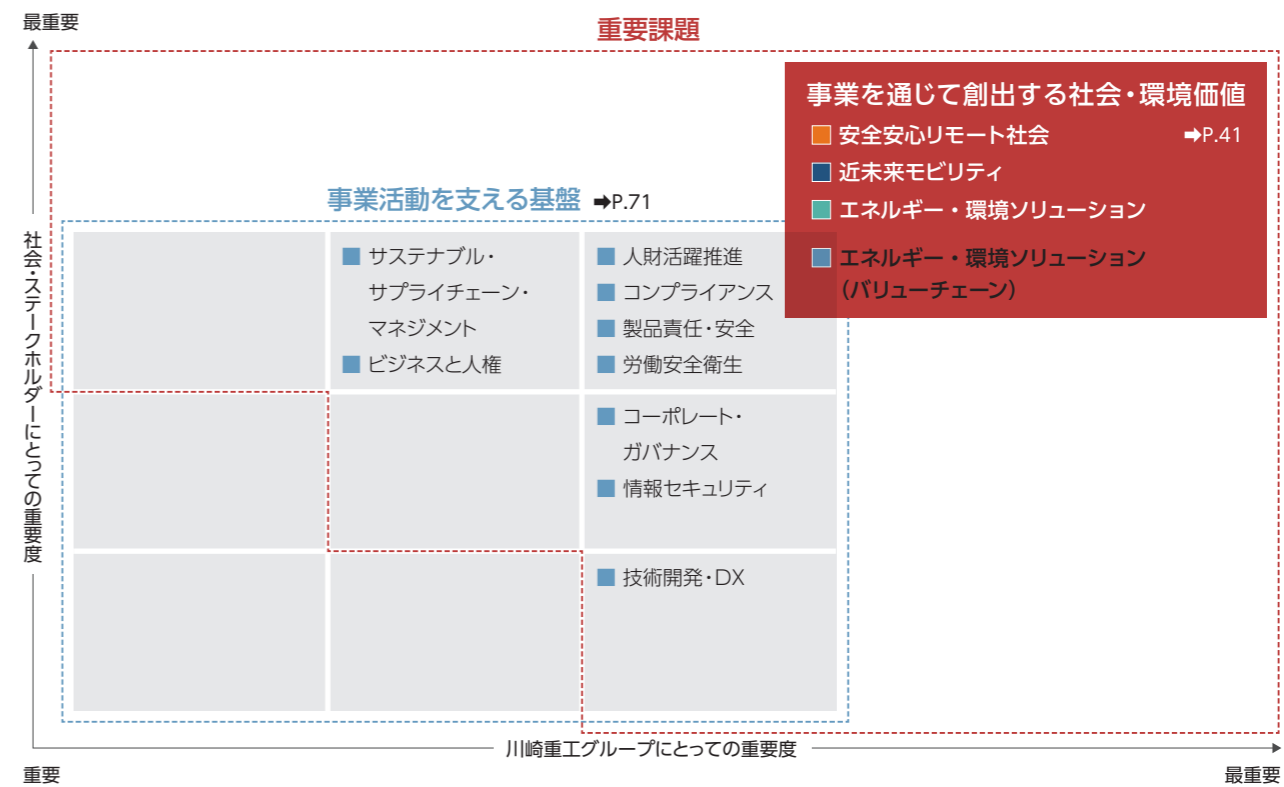 最重要
重要課題
事業を通じて創出する社会・環境価値
安全安心リモート社会 ➡P.41
近未来モビリティ
エネルギー・環境ソリューション
エネルギー・環境ソリューション
（バリューチェーン）
事業活動を支える基盤 ➡P.71
サステナブル・
サプライチェーン・
マネジメント
ビジネスと人権
人財活躍推進
コンプライアンス
製品責任・安全
労働安全衛生
コーポレート・
ガバナンス
情報セキュリティ
技術開発・DX
社会・ステークホルダーにとっての重要度
川崎重工グループにとっての重要度
重要
最重要